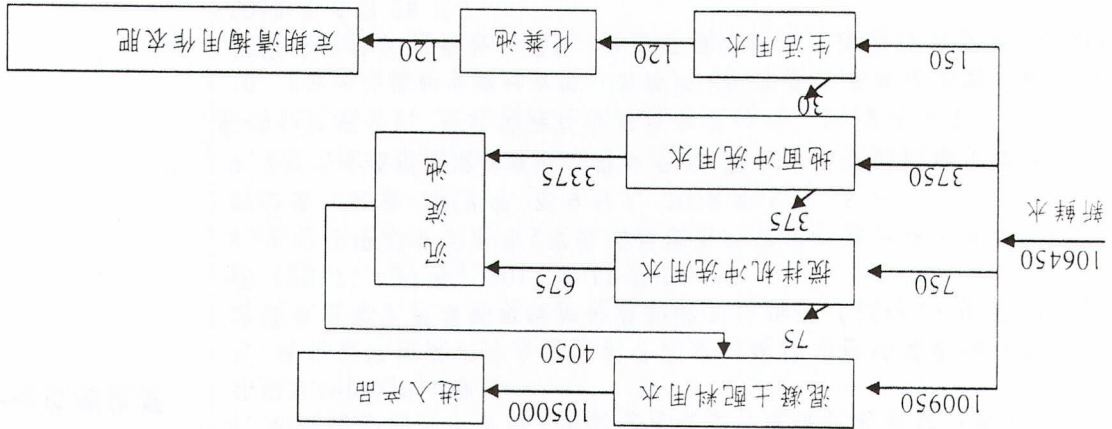 100950
混凝土配料用水
105000
进入产品
75
4050
750
搅拌机冲洗用水
675
沉淀池
106450
新鲜水
375
3750
地面冲洗用水
3375
30
150
生活用水
120
化粪池
120
定期清掏用作农肥